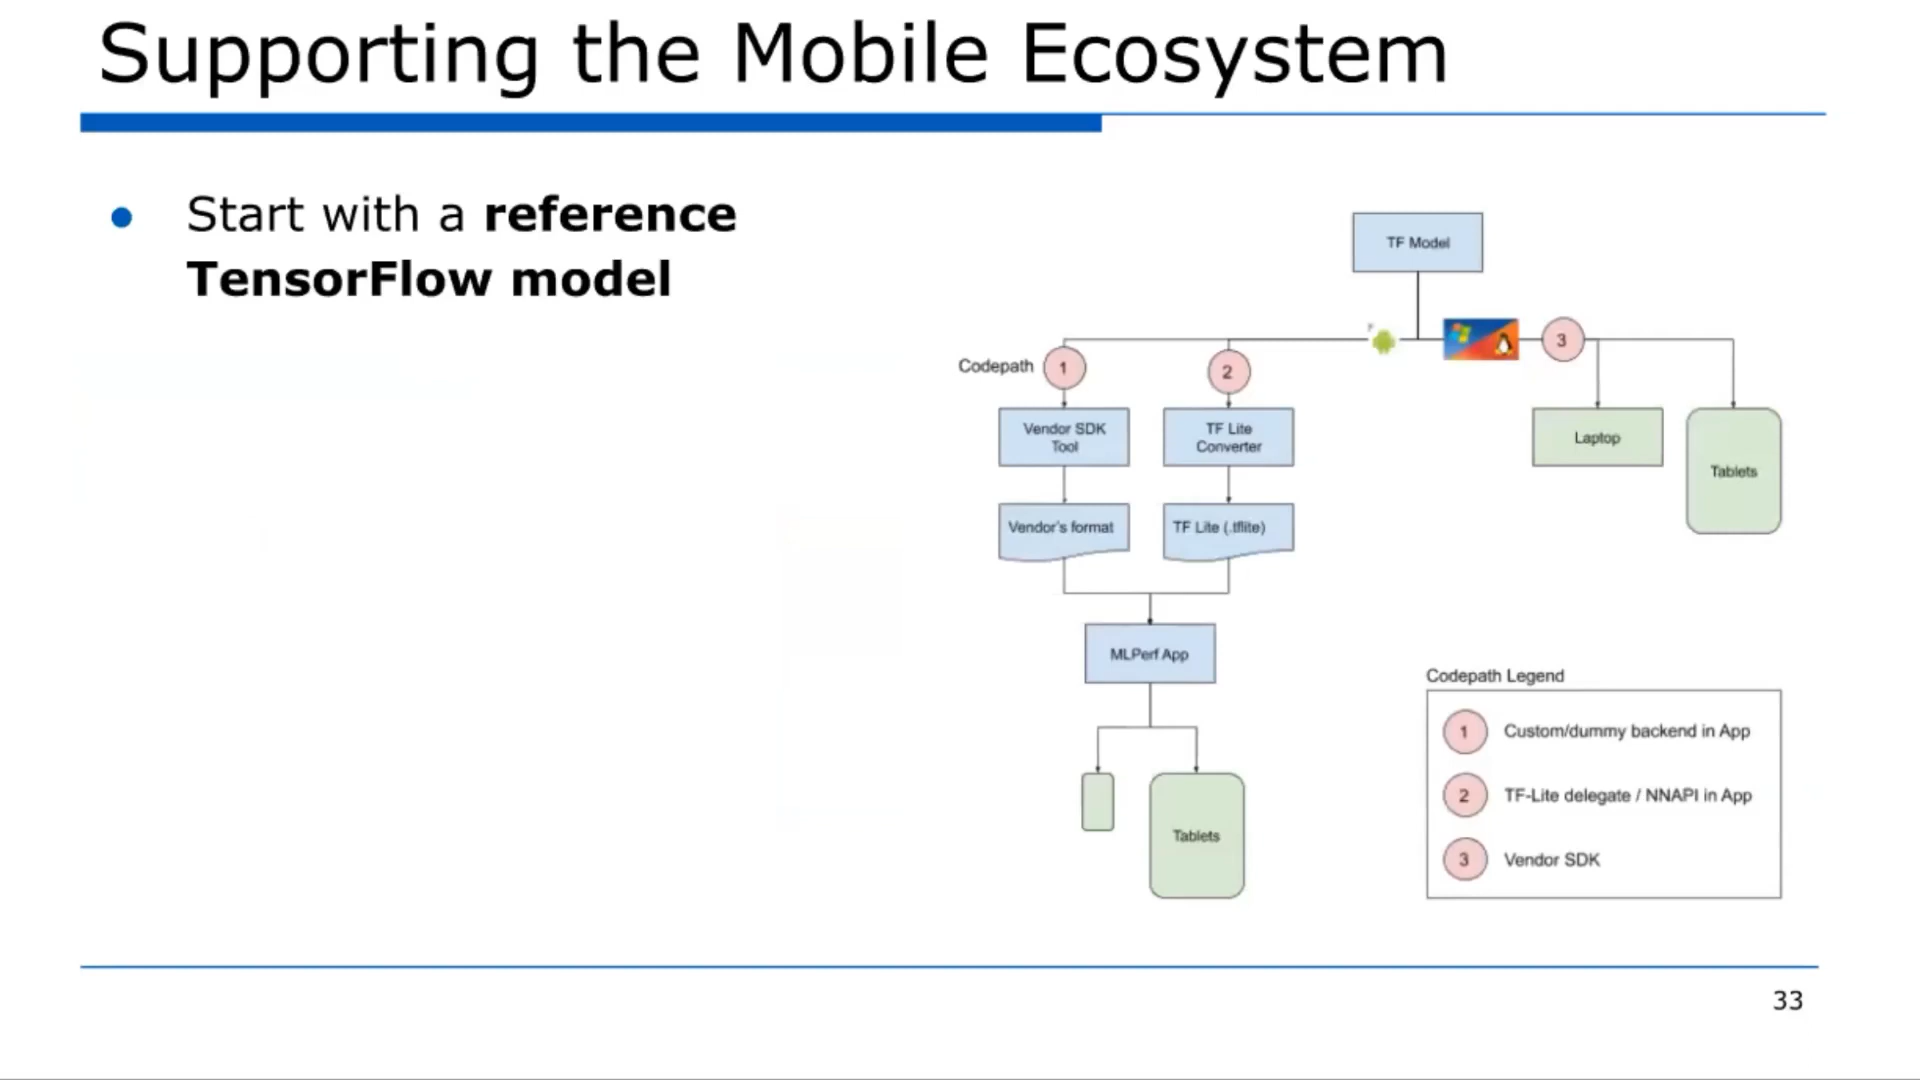 Supporting the Mobile Ecosystem
Start with a reference
TensorFlow model
TF Model
3
Codepath
1
2
Vendor SDK
Tool
TF Lite
Converter
Laptop
Tablets
Vendor's format
TF Lite (.tflite)
MLPerf App
Tablets
Codepath Legend
1 Custom/dummy backend in App
2 TF-Lite delegate / NNAPI in App
3 Vendor SDK
33